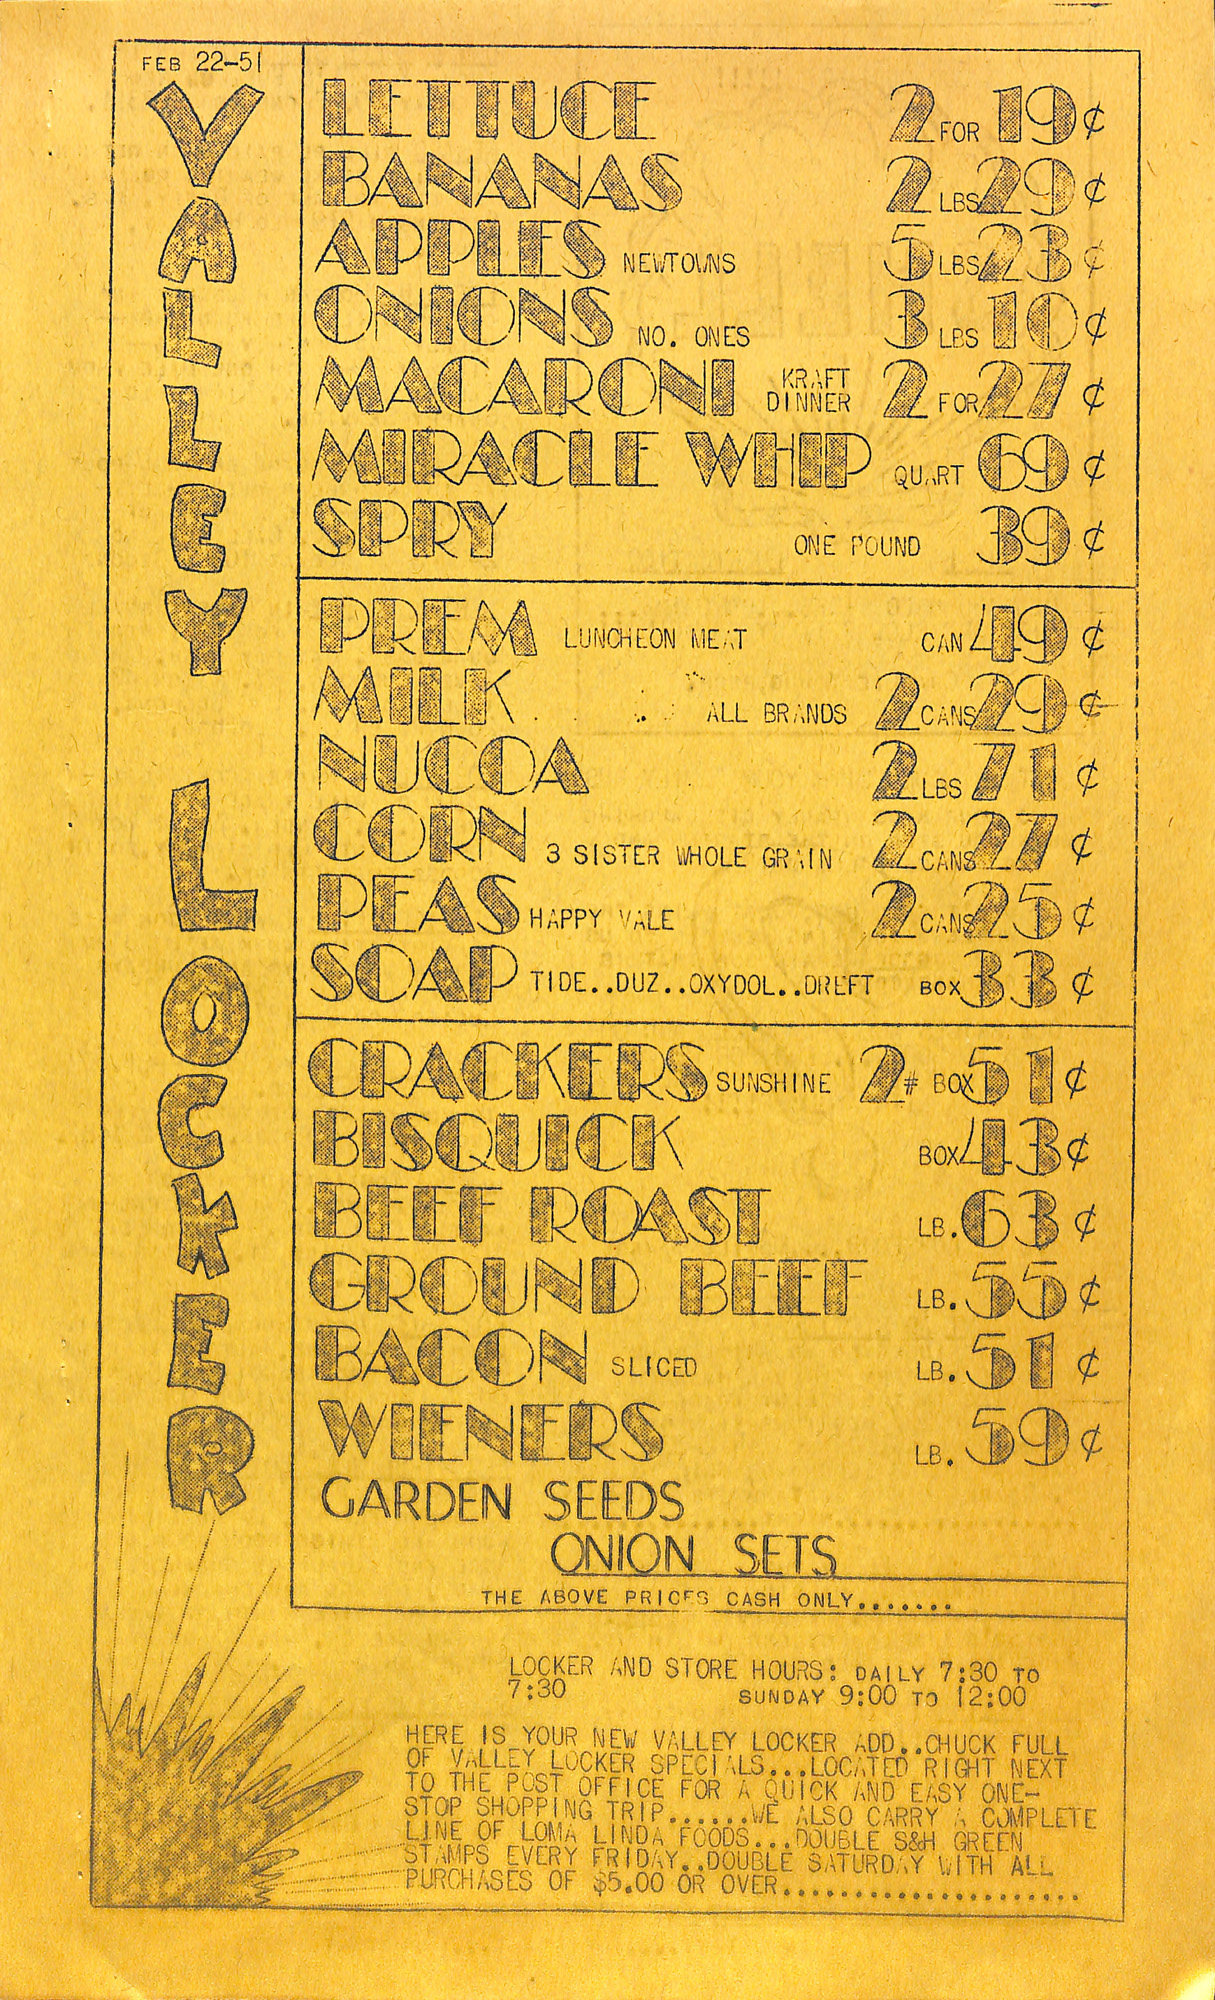 FEB 22-51
VALLEY LOCKER
LETTUCE 2 FOR 19¢
BANANAS 2 LBS 29¢
APPLES NEWTOWNS 5 LBS 23¢
ONIONS NO. ONES 3 LBS 10¢
MACARONI KRAFT DINNER 2 FOR 27¢
MIRACLE WHIP QUART 69¢
SPRY ONE POUND 39¢
PREM LUNCHEON MEAT CAN 49¢
MILK ALL BRANDS 2 CANS 29¢
NUCOA 2 LBS 71¢
CORN 3 SISTER WHOLE GRAIN 2 CANS 27¢
PEAS HAPPY VALE 2 CANS 25¢
SOAP TIDE..DUZ..OXYDOL..DREFT BOX 33¢
CRACKERS SUNSHINE 2# BOX 51¢
BISQUICK BOX 43¢
BEEF ROAST LB. 63¢
GROUND BEEF LB. 55¢
BACON SLICED LB. 51¢
WIENERS LB. 59¢
GARDEN SEEDS
ONION SETS
THE ABOVE PRICES CASH ONLY.......
LOCKER AND STORE HOURS: DAILY 7:30 TO
7:30 SUNDAY 9:00 TO 12:00
HERE IS YOUR NEW VALLEY LOCKER ADD..CHUCK FULL
OF VALLEY LOCKER SPECIALS...LOCATED RIGHT NEXT
TO THE POST OFFICE FOR A QUICK AND EASY ONE-
STOP SHOPPING TRIP......WE ALSO CARRY A COMPLETE
LINE OF LOMA LINDA FOODS...DOUBLE S&H GREEN
STAMPS EVERY FRIDAY..DOUBLE SATURDAY WITH ALL
PURCHASES OF $5.00 OR OVER......................